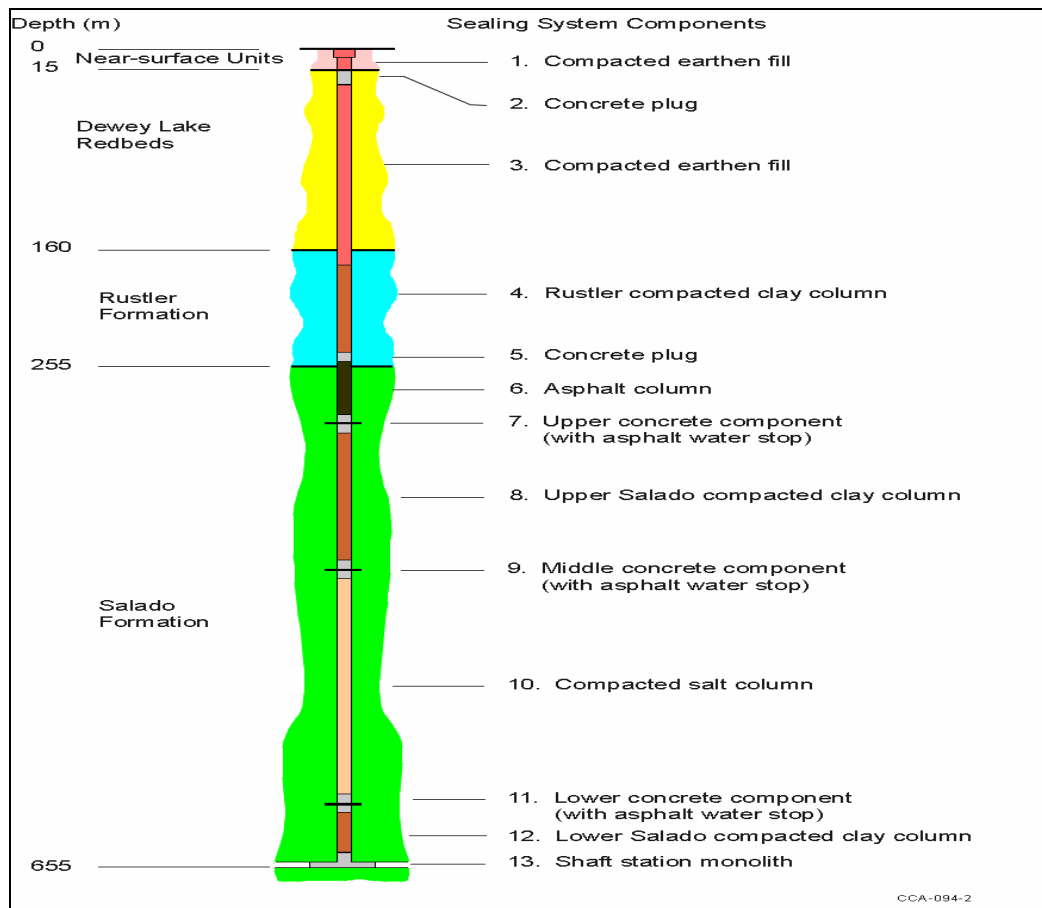 Depth (m)
Sealing System Components
0
Near-surface Units
15
1. Compacted earthen fill
2. Concrete plug
Dewey Lake
Redbeds
3. Compacted earthen fill
160
Rustler
Formation
4. Rustler compacted clay column
5. Concrete plug
255
6. Asphalt column
7. Upper concrete component
(with asphalt water stop)
8. Upper Salado compacted clay column
9. Middle concrete component
(with asphalt water stop)
Salado
Formation
10. Compacted salt column
11. Lower concrete component
(with asphalt water stop)
12. Lower Salado compacted clay column
13. Shaft station monolith
655
CCA-094-2